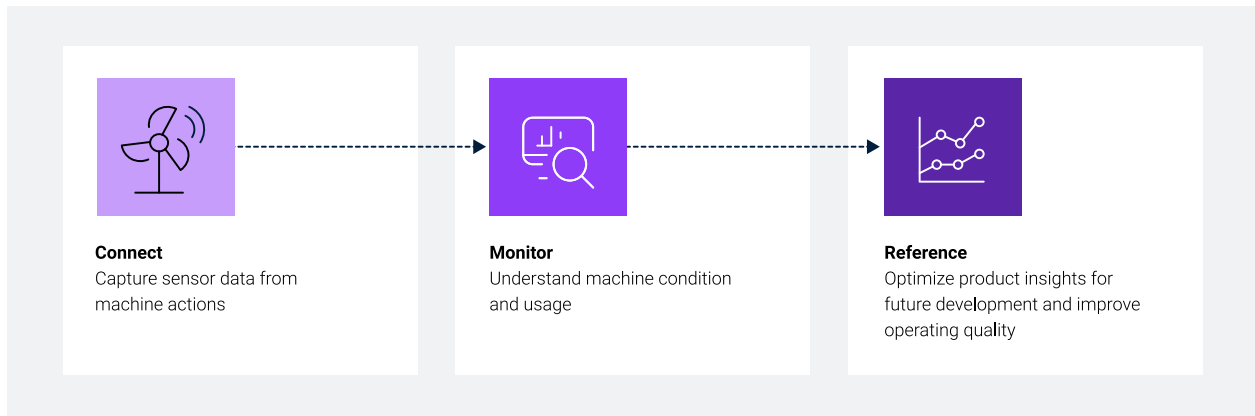 Connect
Capture sensor data from
machine actions
Monitor
Understand machine condition
and usage
Reference
Optimize product insights for
future development and improve
operating quality